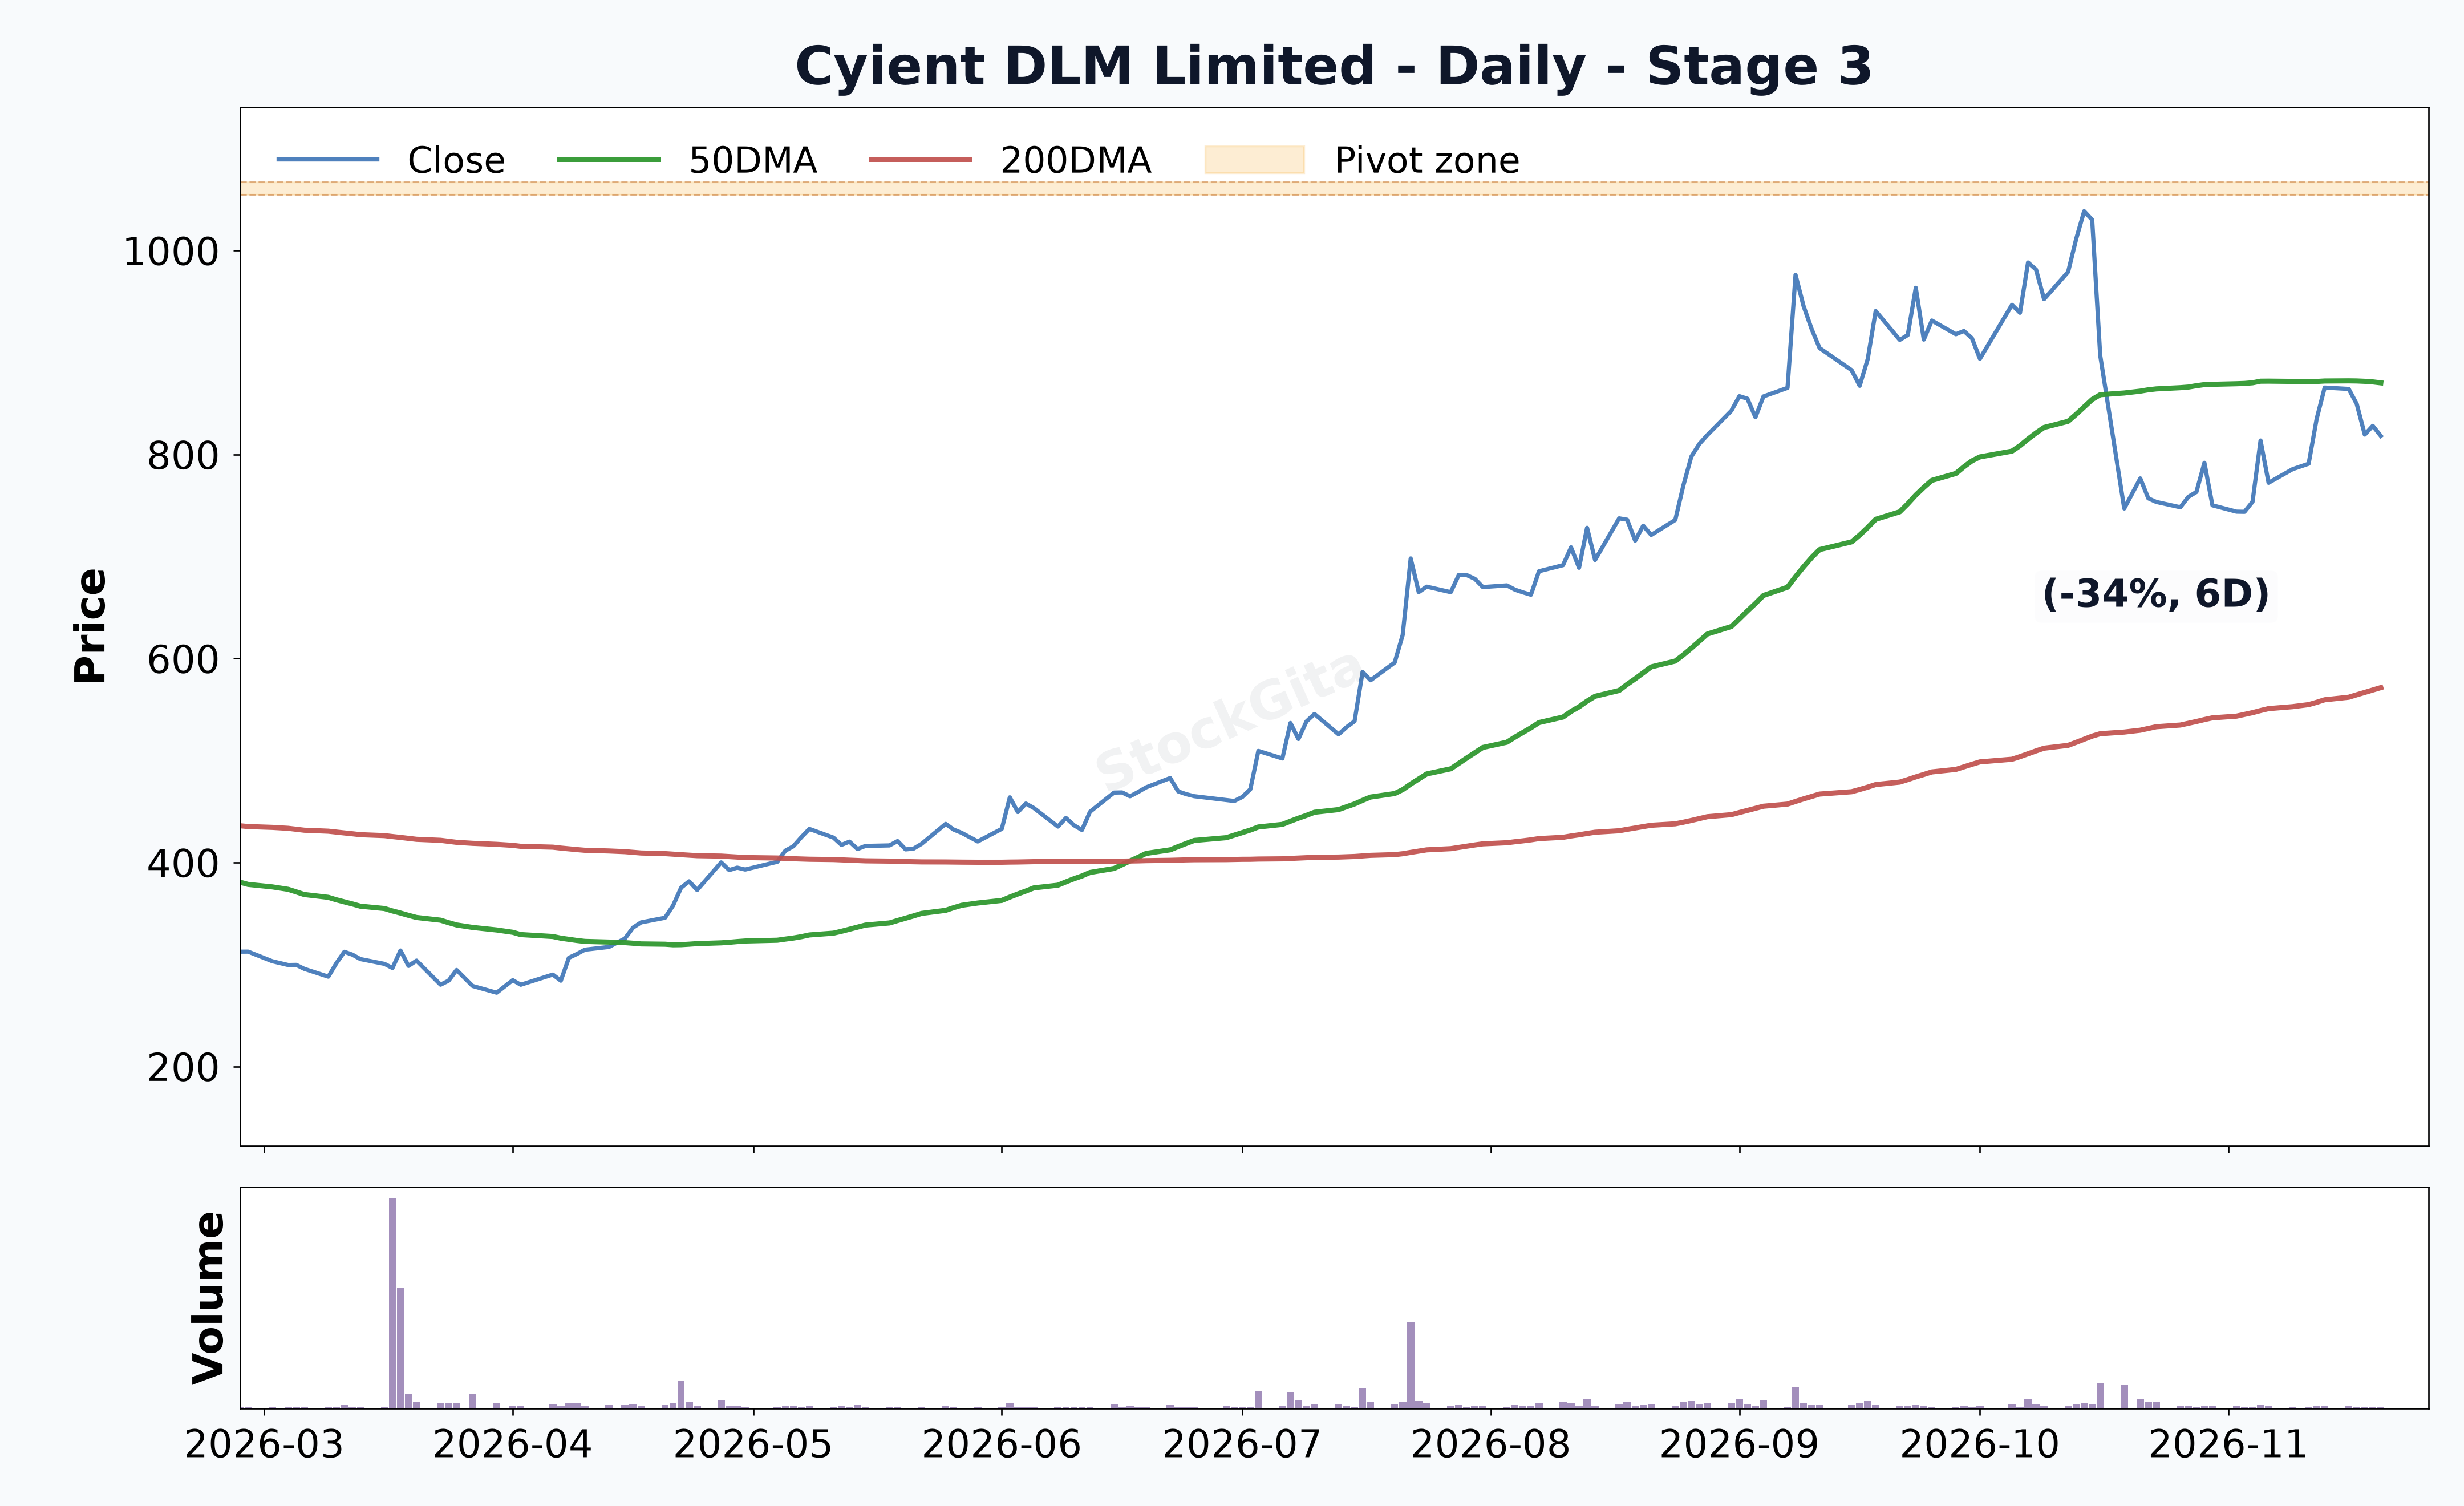 Cyient DLM Limited - Daily - Stage 3
Close 50DMA 200DMA Pivot zone
1000
800
600
400
200
Price
(-34%, 6D)
StockGita
Volume
2026-03 2026-04 2026-05 2026-06 2026-07 2026-08 2026-09 2026-10 2026-11